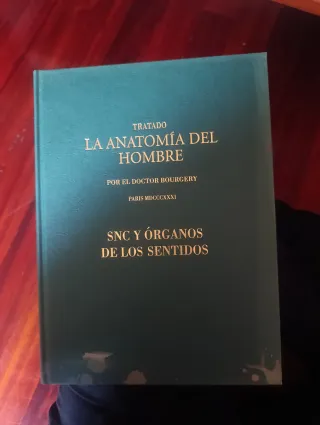 TRATADO
LA ANATOMÍA DEL
HOMBRE
POR EL DOCTOR BOURGERY
PARIS MDCCCXXXI
SNC Y ÓRGANOS
DE LOS SENTIDOS